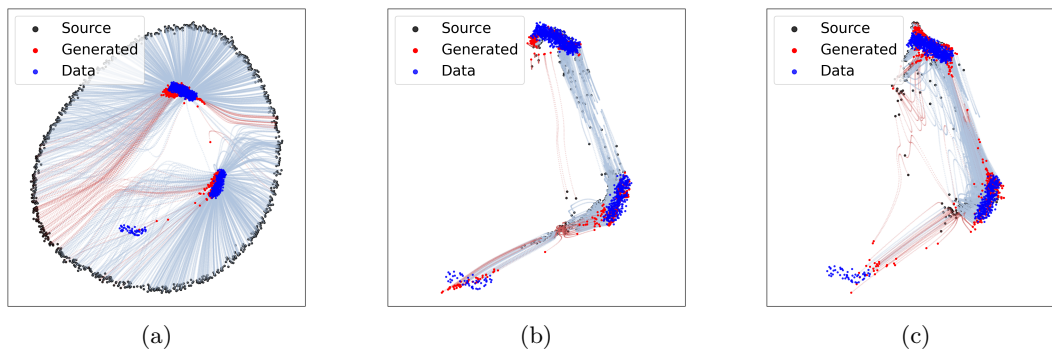 Source
Generated
Data
Source
Generated
Data
Source
Generated
Data
(a)
(b)
(c)